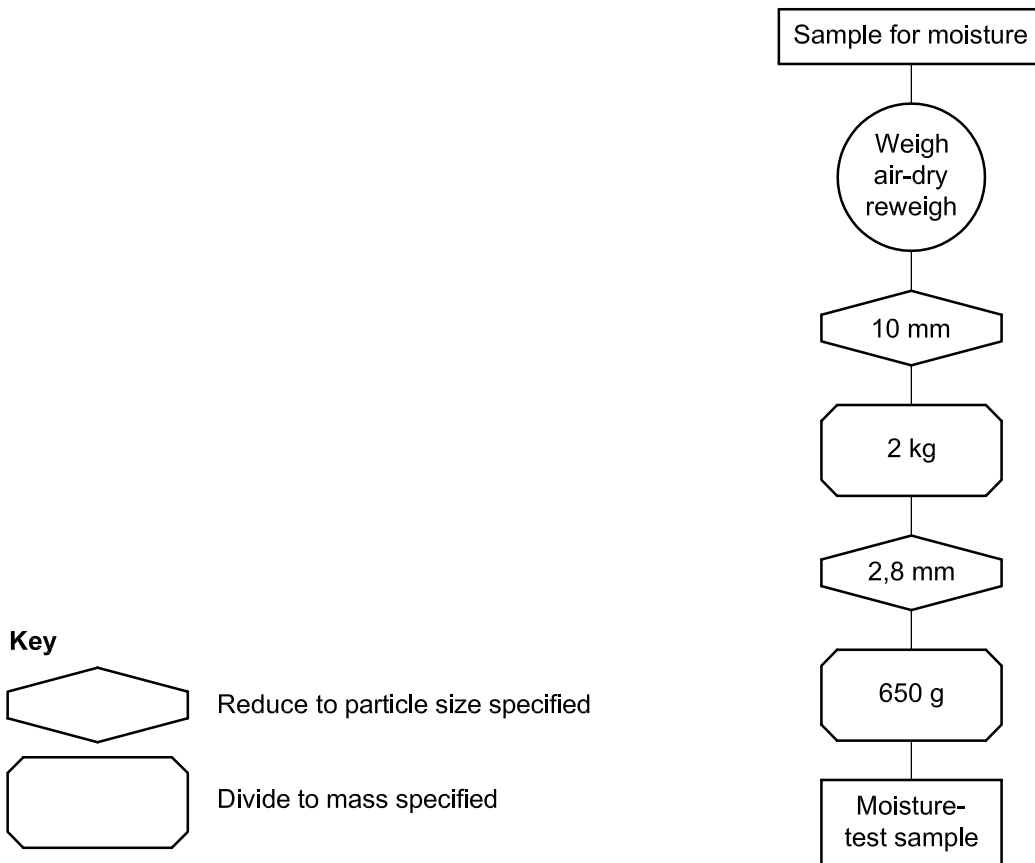 Sample for moisture
Weigh
air-dry
reweigh
10 mm
2 kg
2,8 mm
650 g
Moisture-
test sample
Key
Reduce to particle size specified
Divide to mass specified